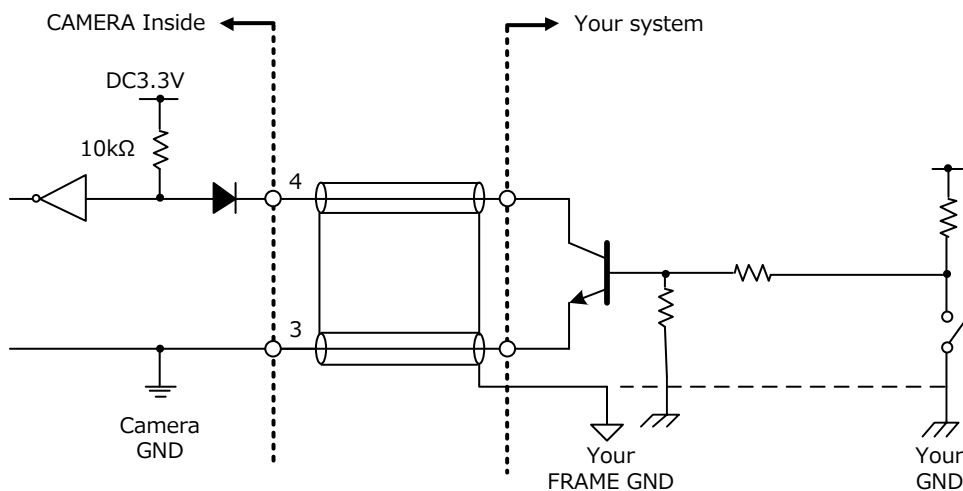 CAMERA Inside
Your system
DC3.3V
10kΩ
4
3
Camera
GND
Your
FRAME GND
Your
GND